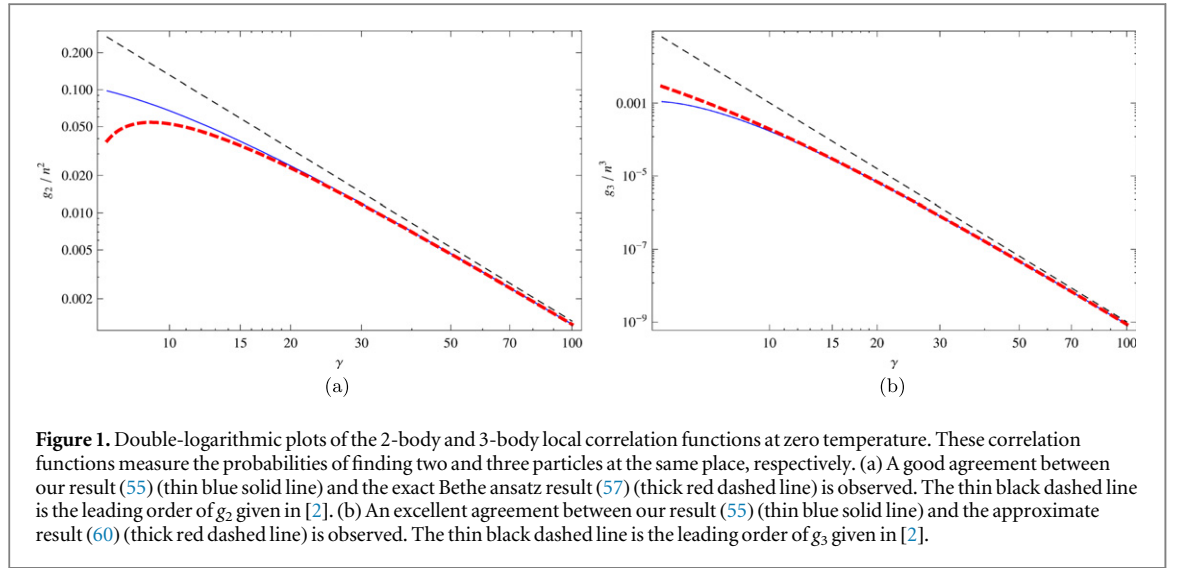 0.200
0.100
0.050
0.020
0.010
0.005
0.002
g₂ / n²
10 15 20 30 50 70 100
γ
(a)
0.001
10⁻⁵
10⁻⁷
10⁻⁹
g₃ / n³
10 15 20 30 50 70 100
γ
(b)
Figure 1. Double-logarithmic plots of the 2-body and 3-body local correlation functions at zero temperature. These correlation
functions measure the probabilities of finding two and three particles at the same place, respectively. (a) A good agreement between
our result (55) (thin blue solid line) and the exact Bethe ansatz result (57) (thick red dashed line) is observed. The thin black dashed line
is the leading order of g₂ given in [2]. (b) An excellent agreement between our result (55) (thin blue solid line) and the approximate
result (60) (thick red dashed line) is observed. The thin black dashed line is the leading order of g₃ given in [2].